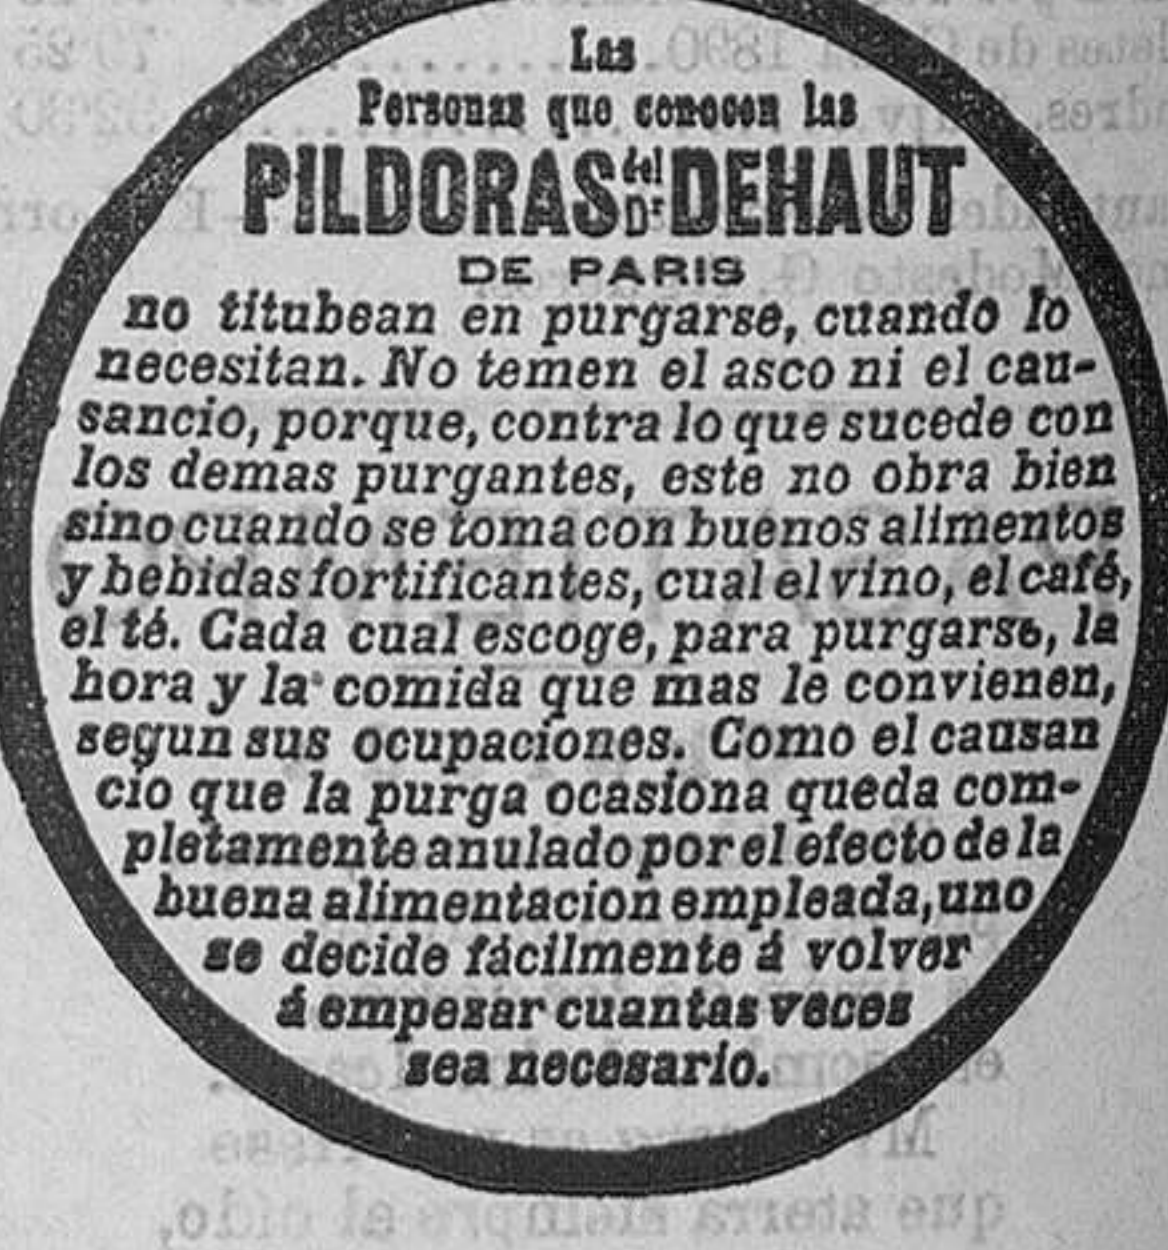 Las
Personas que conocen las
PILDORAS del Dr DEHAUT
DE PARIS
no titubean en purgarse, cuando lo
necesitan. No temen el asco ni el cau-
sancio, porque, contra lo que sucede con
los demas purgantes, este no obra bien
sino cuando se toma con buenos alimentos
y bebidas fortificantes, cual el vino, el café,
el té. Cada cual escoge, para purgarse, la
hora y la comida que mas le convienen,
segun sus ocupaciones. Como el causan
cio que la purga ocasiona queda com-
pletamente anulado por el efecto de la
buena alimentacion empleada, uno
se decide fácilmente á volver
á empezar cuantas veces
sea necesario.